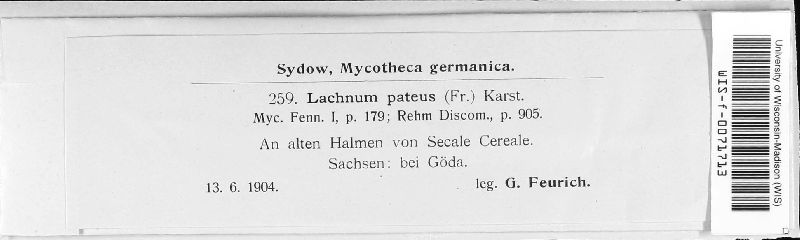 Sydow, Mycotheca germanica.
259. Lachnum pateus (Fr.) Karst.
Myc. Fenn. I, p. 179; Rehm Discom., p. 905.
An alten Halmen von Secale Cereale.
Sachsen: bei Göda.
13. 6. 1904. leg. G. Feurich.
WIS-f-0071713
University of Wisconsin-Madison (WIS)